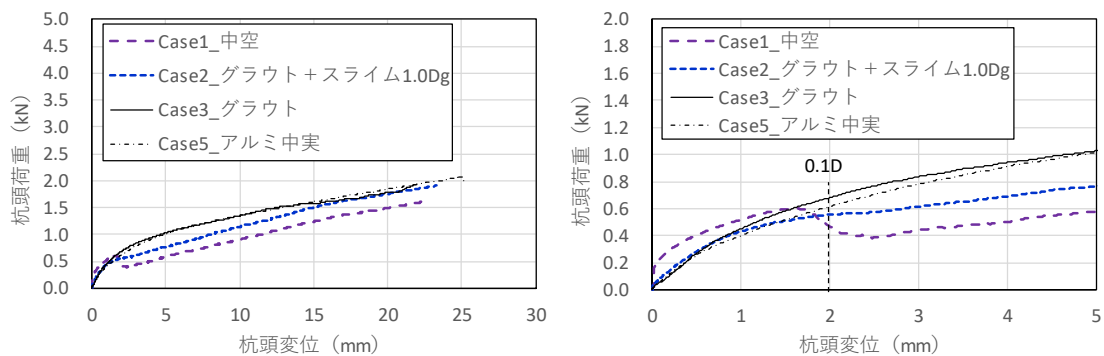 5.0
4.5
4.0
3.5
3.0
2.5
2.0
1.5
1.0
0.5
0.0
杭頭荷重（kN）
Case1_中空
Case2_グラウト＋スライム1.0Dg
Case3_グラウト
Case5_アルミ中実
0 5 10 15 20 25 30
杭頭変位（mm）
2.0
1.8
1.6
1.4
1.2
1.0
0.8
0.6
0.4
0.2
0.0
杭頭荷重（kN）
Case1_中空
Case2_グラウト＋スライム1.0Dg
Case3_グラウト
Case5_アルミ中実
0.1D
0 1 2 3 4 5
杭頭変位（mm）